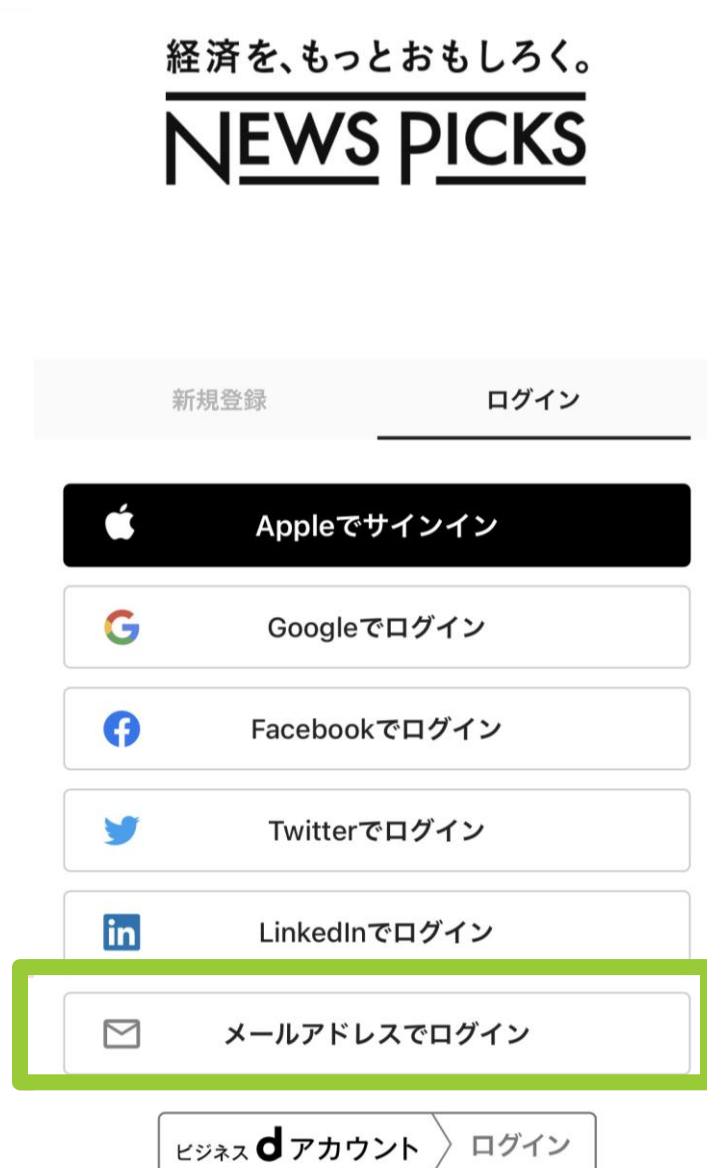 経済を、もっとおもしろく。
NEWS PICKS
新規登録 ログイン
Appleでサインイン
Googleでログイン
Facebookでログイン
Twitterでログイン
LinkedInでログイン
メールアドレスでログイン
ビジネス dアカウント ログイン